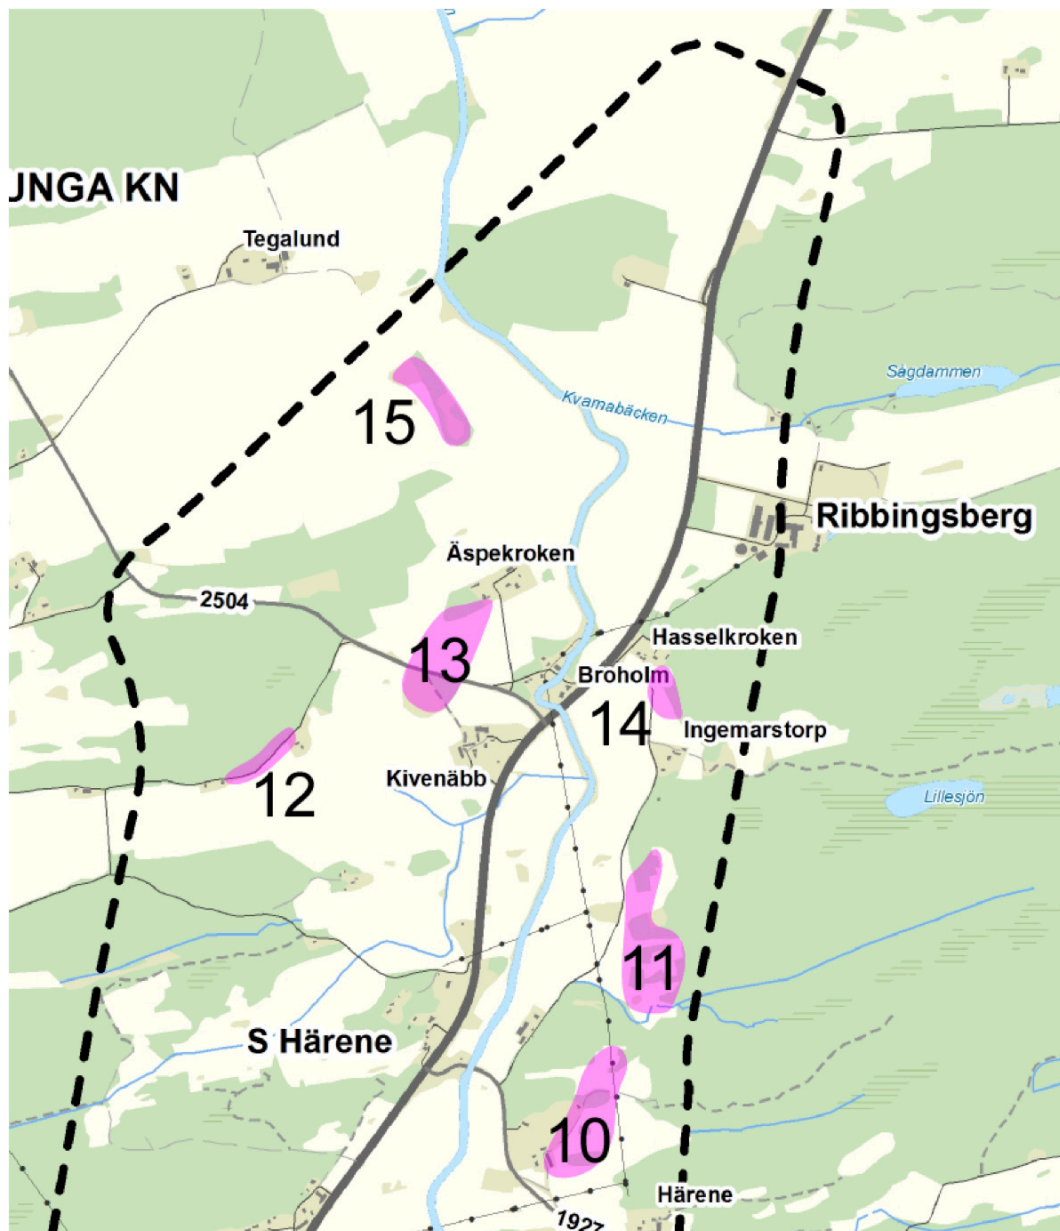 JNGA KN
Tegalund
Sågdammen
Kvarnabäcken
15
Ribbingsberg
Äspekroken
2504
Hasselkroken
13
Broholm
14
Ingemarstorp
Kivenäbb
12
Lillesjön
11
S Härene
10
Härene
1927